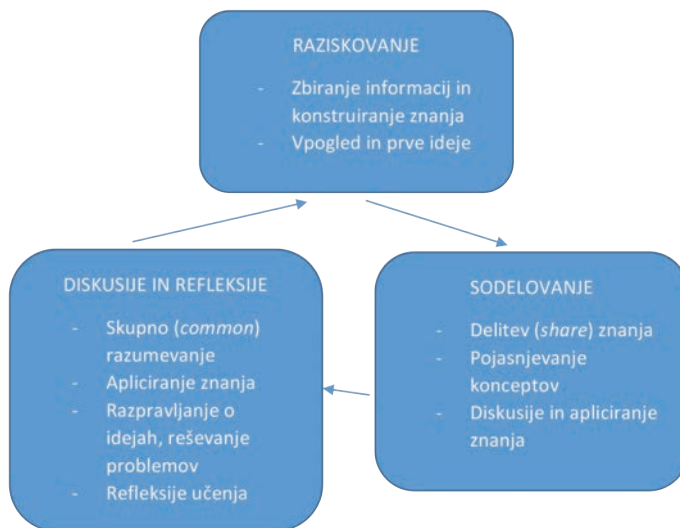 RAZISKOVANJE
- Zbiranje informacij in
konstruiranje znanja
- Vpogled in prve ideje
DISKUSIJE IN REFLEKSIJE
- Skupno (common)
razumevanje
- Apliciranje znanja
- Razpravljanje o
idejah, reševanje
problemov
- Refleksije učenja
SODELOVANJE
- Delitev (share) znanja
- Pojasnjevanje
konceptov
- Diskusije in apliciranje
znanja